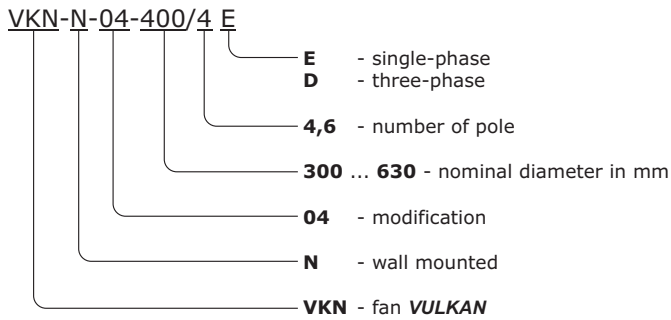 VKN-N-04-400/4 E
E - single-phase
D - three-phase
4,6 - number of pole
300 ... 630 - nominal diameter in mm
04 - modification
N - wall mounted
VKN - fan VULKAN